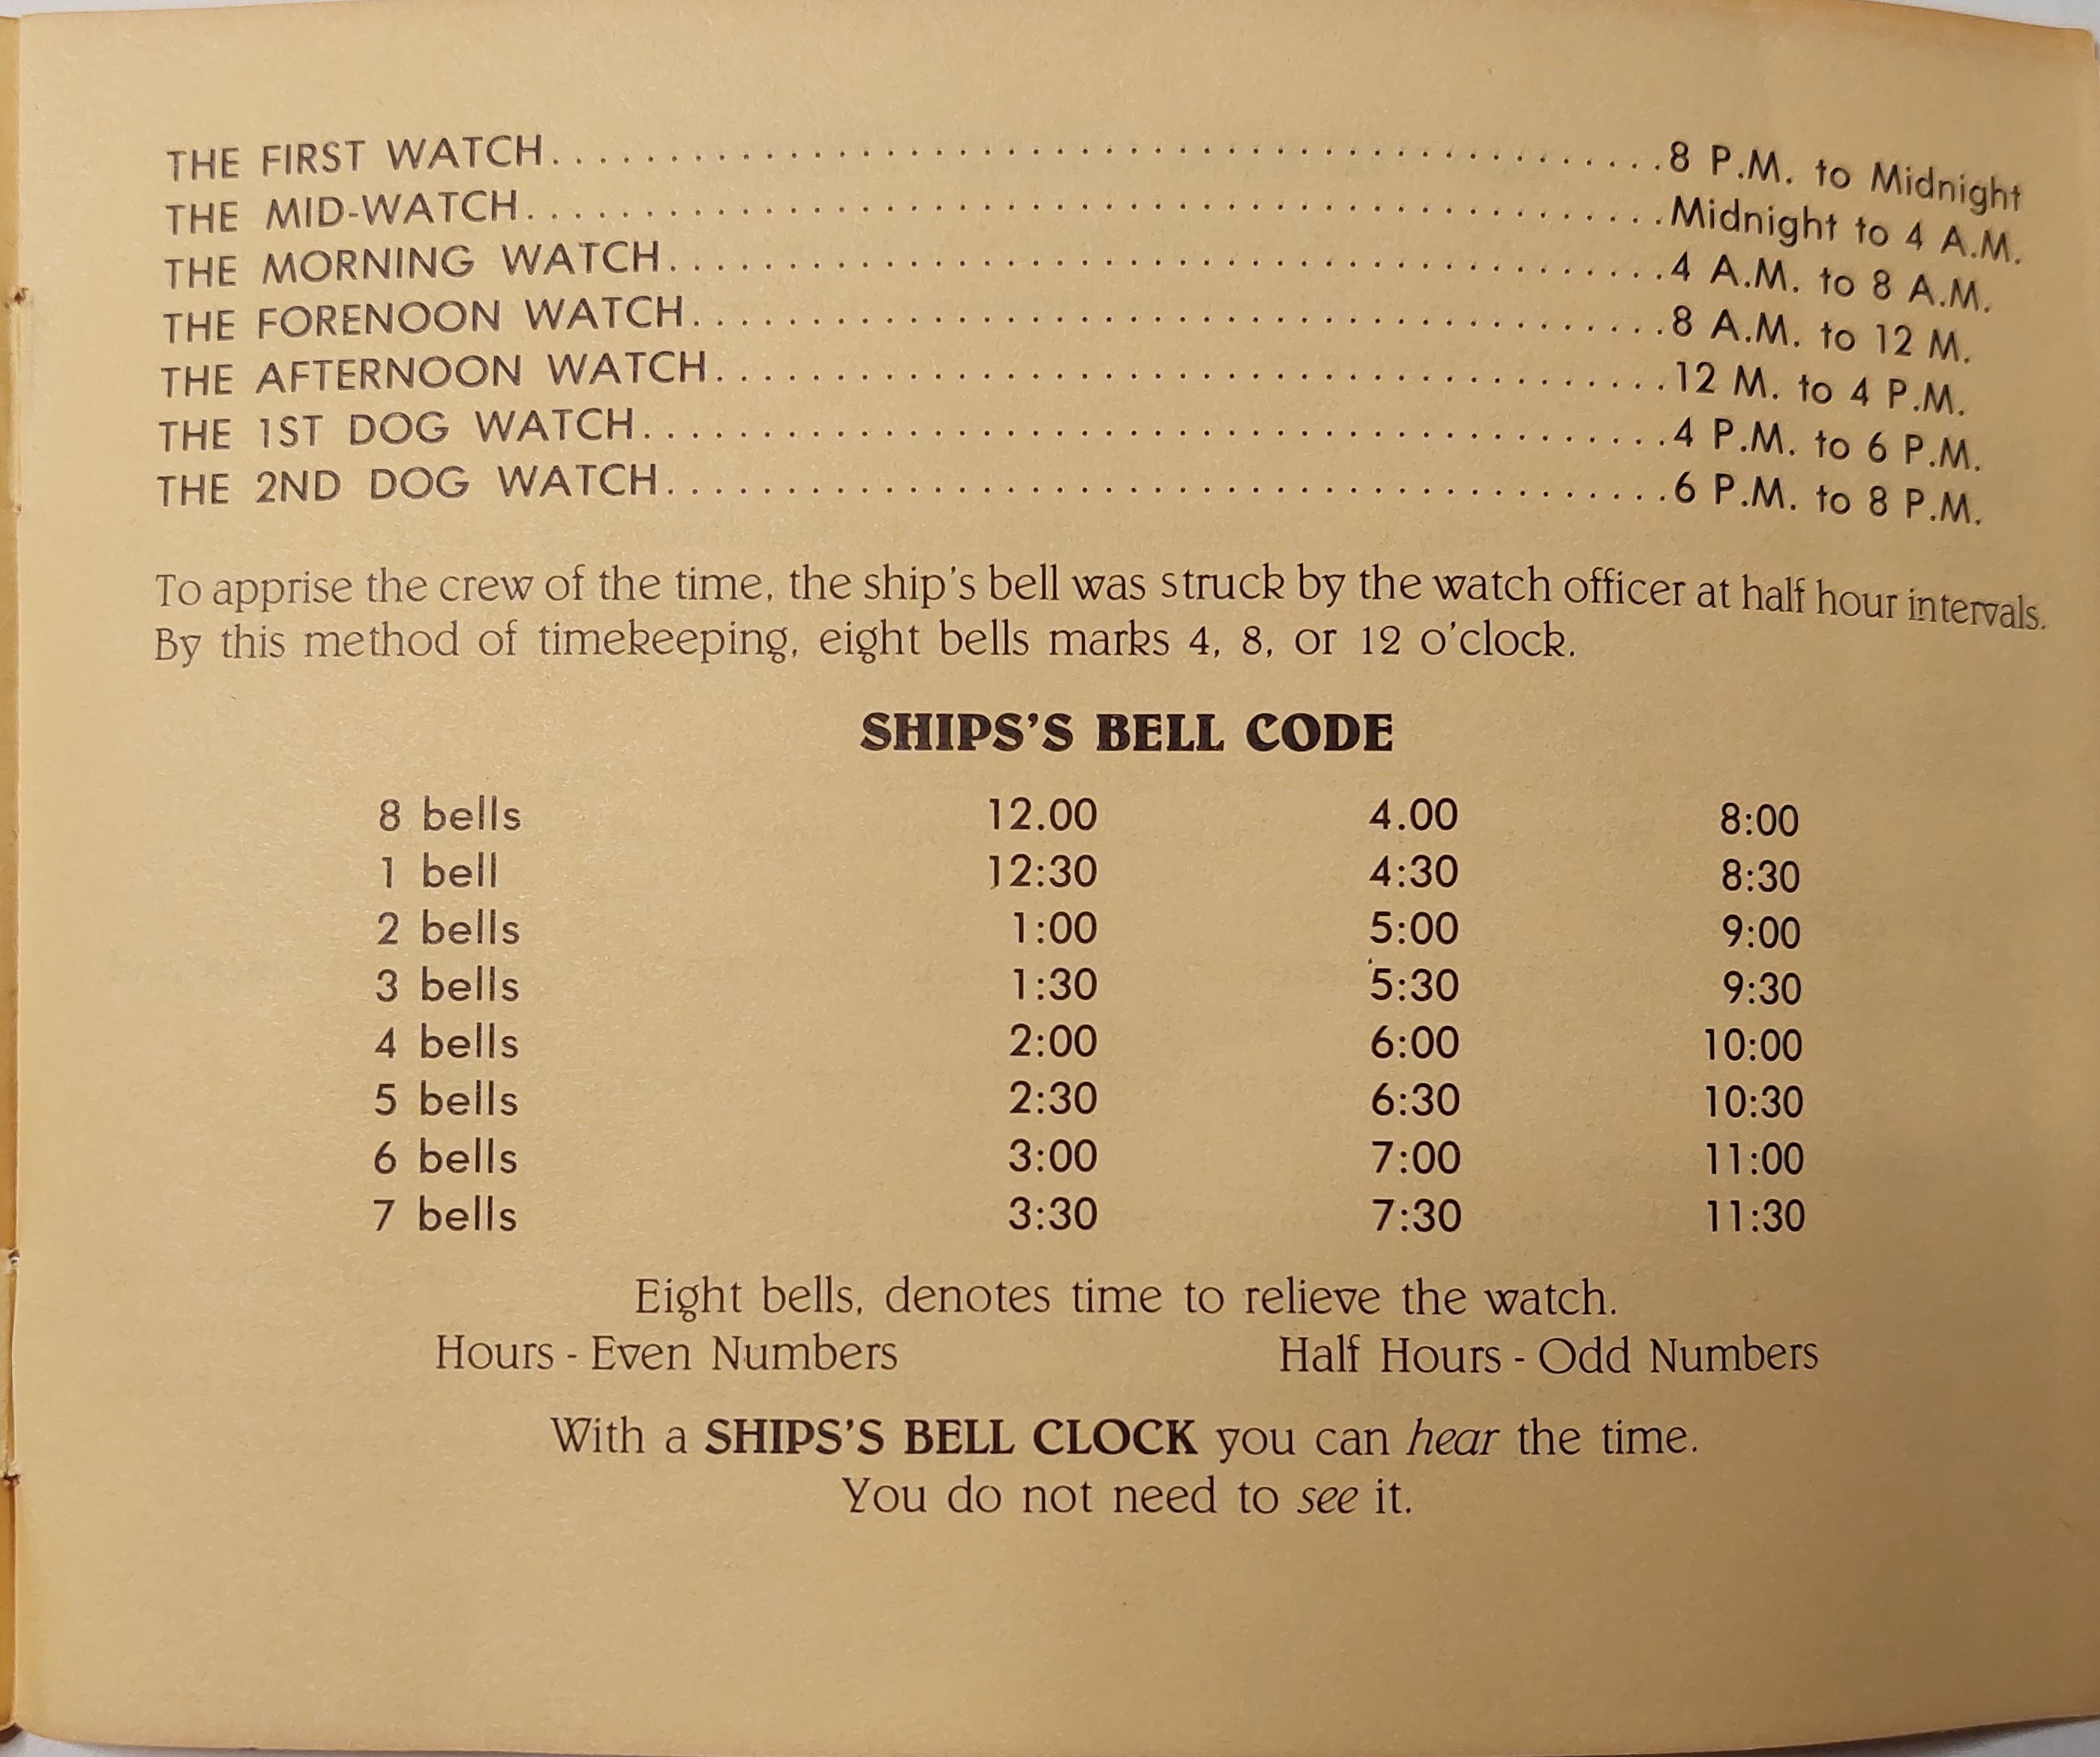 THE FIRST WATCH................................................8 P.M. to Midnight
THE MID-WATCH.................................................Midnight to 4 A.M.
THE MORNING WATCH...........................................4 A.M. to 8 A.M.
THE FORENOON WATCH..........................................8 A.M. to 12 M.
THE AFTERNOON WATCH.........................................12 M. to 4 P.M.
THE 1ST DOG WATCH............................................4 P.M. to 6 P.M.
THE 2ND DOG WATCH...........................................6 P.M. to 8 P.M.
To apprise the crew of the time, the ship's bell was struck by the watch officer at half hour intervals.
By this method of timekeeping, eight bells marks 4, 8, or 12 o'clock.
SHIPS'S BELL CODE
8 bells 12.00 4.00 8:00
1 bell 12:30 4:30 8:30
2 bells 1:00 5:00 9:00
3 bells 1:30 5:30 9:30
4 bells 2:00 6:00 10:00
5 bells 2:30 6:30 10:30
6 bells 3:00 7:00 11:00
7 bells 3:30 7:30 11:30
Eight bells, denotes time to relieve the watch.
Hours - Even Numbers Half Hours - Odd Numbers
With a SHIPS'S BELL CLOCK you can hear the time.
You do not need to see it.